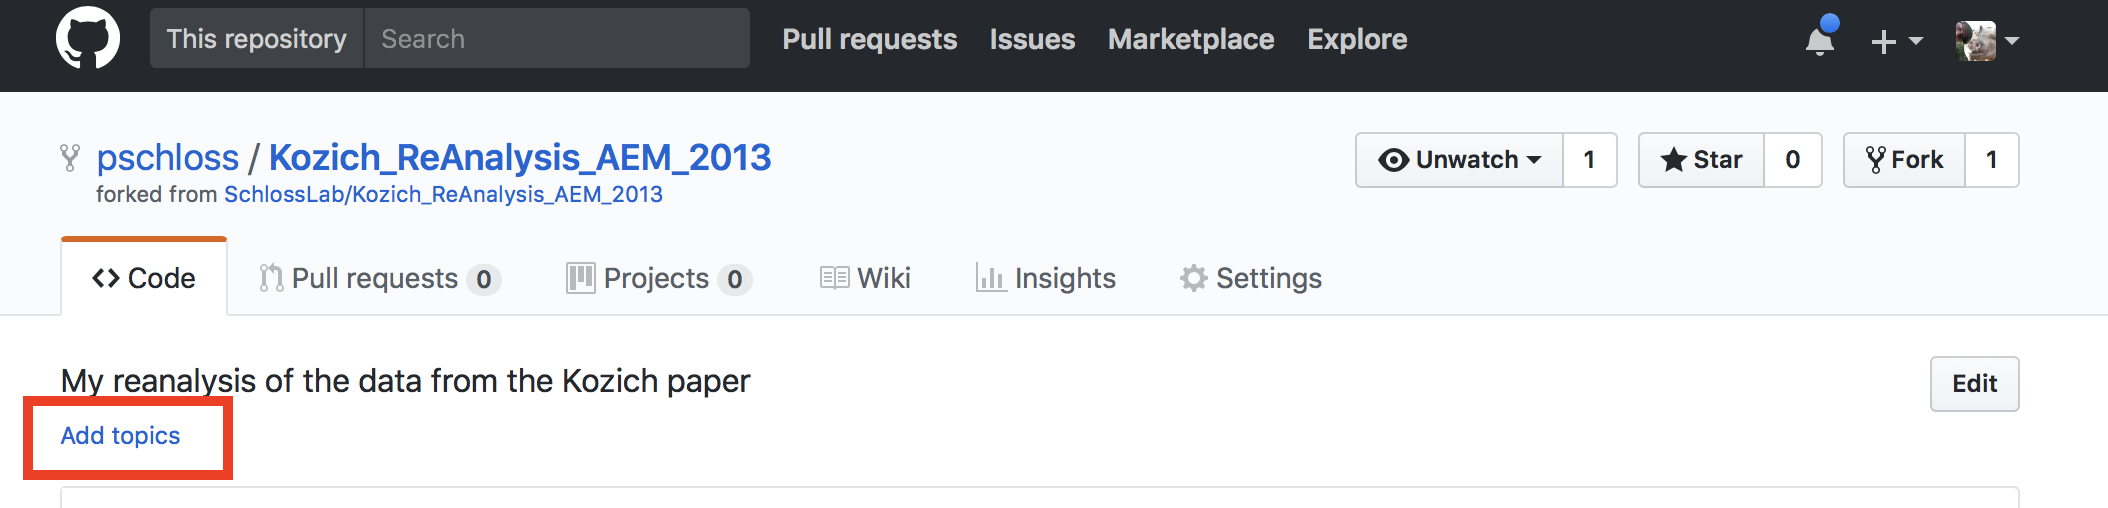 This repository Search Pull requests Issues Marketplace Explore
pschloss / Kozich_ReAnalysis_AEM_2013 Unwatch 1 Star 0 Fork 1
forked from SchlossLab/Kozich_ReAnalysis_AEM_2013
Code Pull requests 0 Projects 0 Wiki Insights Settings
My reanalysis of the data from the Kozich paper Edit
Add topics